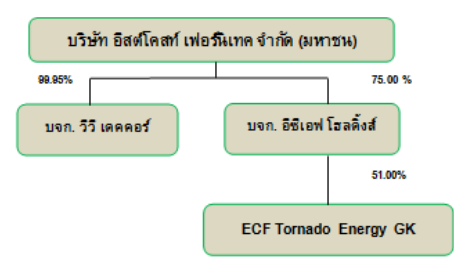 บริษัท อีสต์โคสท์ เฟอร์นิเทค จำกัด (มหาชน)
99.95%
75.00 %
บจก. วีวี เดคคอร์
บจก. อีซีเอฟ โฮลดิ้งส์
51.00%
ECF Tornado Energy GK